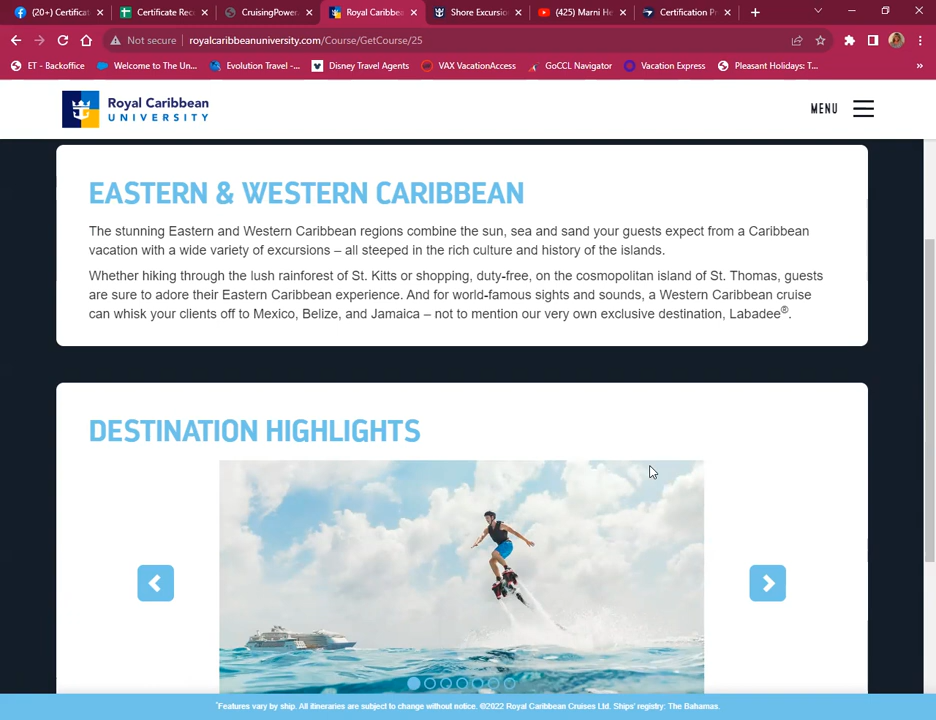 (20+) Certificat
Certificate Rec
CruisingPower.
Royal Caribbea
Shore Excursio
(425) Marni He
Certification Pr
Not secure
royalcaribbeanuniversity.com/Course/GetCourse/25
ET - Backoffice
Welcome to The Un...
Evolution Travel -...
Disney Travel Agents
VAX VacationAccess
GoCCL Navigator
Vacation Express
Pleasant Holidays: T...
»
Royal Caribbean
UNIVERSITY
MENU
EASTERN & WESTERN CARIBBEAN
The stunning Eastern and Western Caribbean regions combine the sun, sea and sand your guests expect from a Caribbean
vacation with a wide variety of excursions – all steeped in the rich culture and history of the islands.
Whether hiking through the lush rainforest of St. Kitts or shopping, duty-free, on the cosmopolitan island of St. Thomas, guests
are sure to adore their Eastern Caribbean experience. And for world-famous sights and sounds, a Western Caribbean cruise
can whisk your clients off to Mexico, Belize, and Jamaica – not to mention our very own exclusive destination, Labadee®.
DESTINATION HIGHLIGHTS
*Features vary by ship. All itineraries are subject to change without notice. ©2022 Royal Caribbean Cruises Ltd. Ships' registry: The Bahamas.